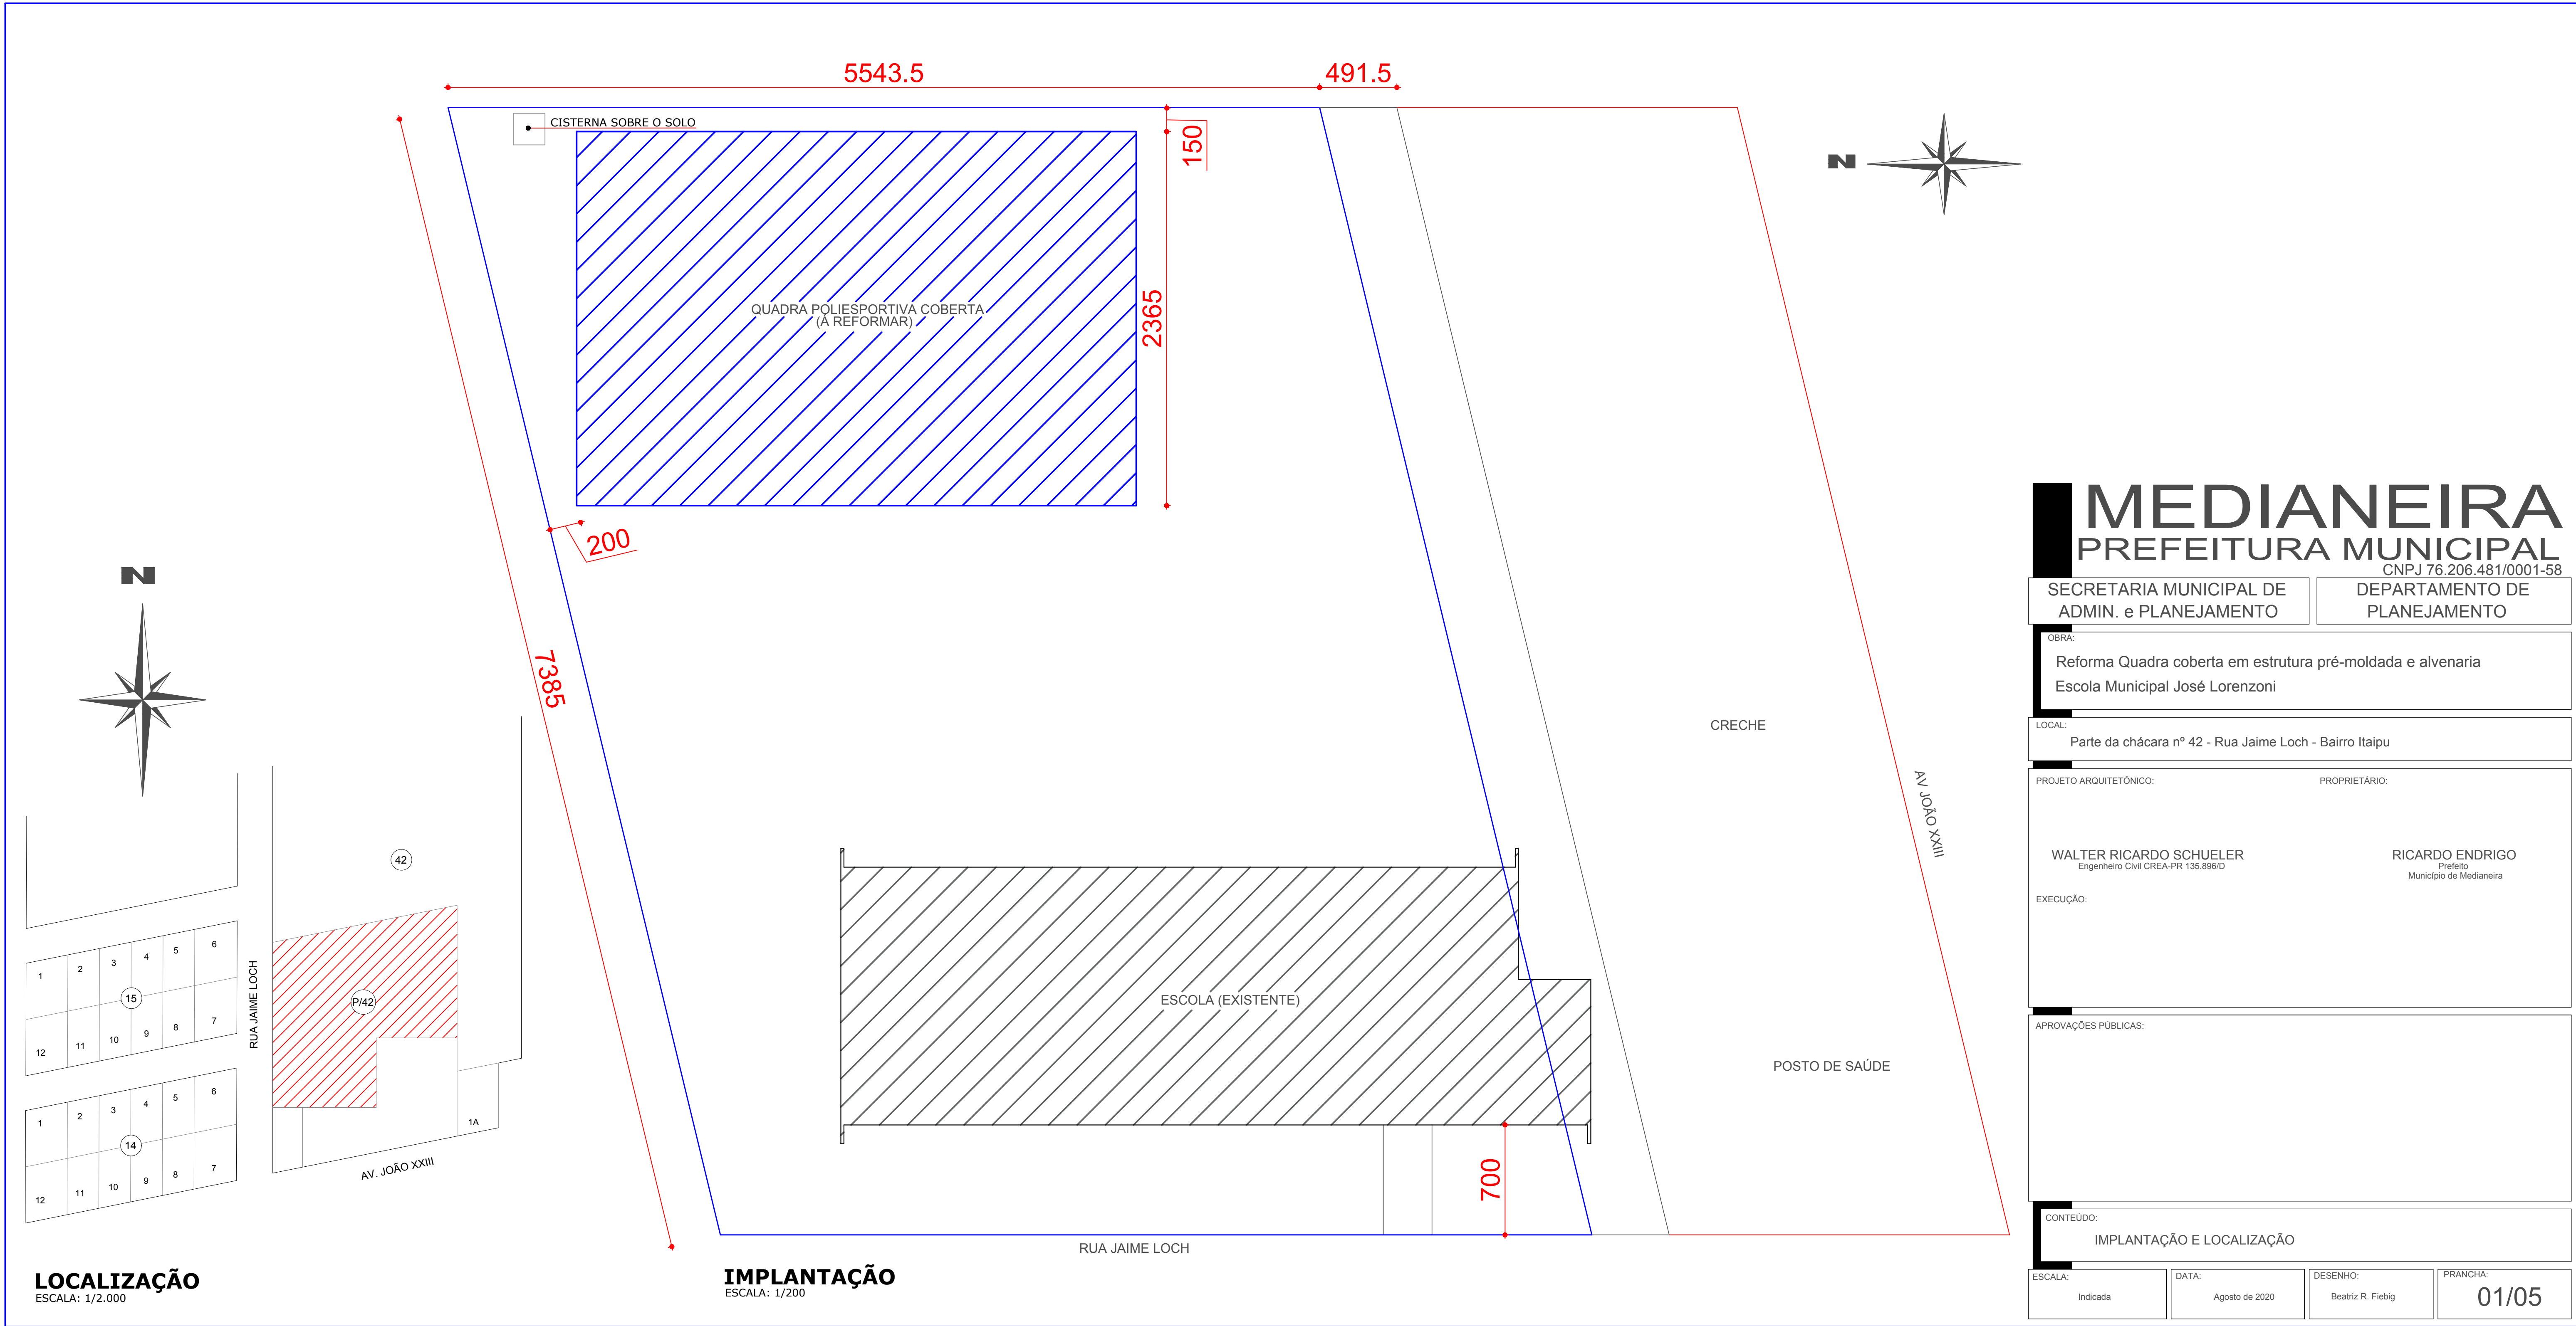 5543.5
491.5
CISTERNA SOBRE O SOLO
150
N
QUADRA POLIESPORTIVA COBERTA
(Á REFORMAR)
2365
200
7385
N
CRECHE
AV JOÃO XXIII
POSTO DE SAÚDE
ESCOLA (EXISTENTE)
700
RUA JAIME LOCH
IMPLANTAÇÃO
ESCALA: 1/200
42
1
2
3
4
5
6
15
12
11
10
9
8
7
RUA JAIME LOCH
P/42
1
2
3
4
5
6
14
12
11
10
9
8
7
1A
AV. JOÃO XXIII
LOCALIZAÇÃO
ESCALA: 1/2.000
MEDIANEIRA
PREFEITURA MUNICIPAL
CNPJ 76.206.481/0001-58
SECRETARIA MUNICIPAL DE
ADMIN. e PLANEJAMENTO
DEPARTAMENTO DE
PLANEJAMENTO
OBRA:
Reforma Quadra coberta em estrutura pré-moldada e alvenaria
Escola Municipal José Lorenzoni
LOCAL:
Parte da chácara nº 42 - Rua Jaime Loch - Bairro Itaipu
PROJETO ARQUITETÔNICO:
PROPRIETÁRIO:
WALTER RICARDO SCHUELER
Engenheiro Civil CREA-PR 135.896/D
RICARDO ENDRIGO
Prefeito
Município de Medianeira
EXECUÇÃO:
APROVAÇÕES PÚBLICAS:
CONTEÚDO:
IMPLANTAÇÃO E LOCALIZAÇÃO
ESCALA:
Indicada
DATA:
Agosto de 2020
DESENHO:
Beatriz R. Fiebig
PRANCHA:
01/05